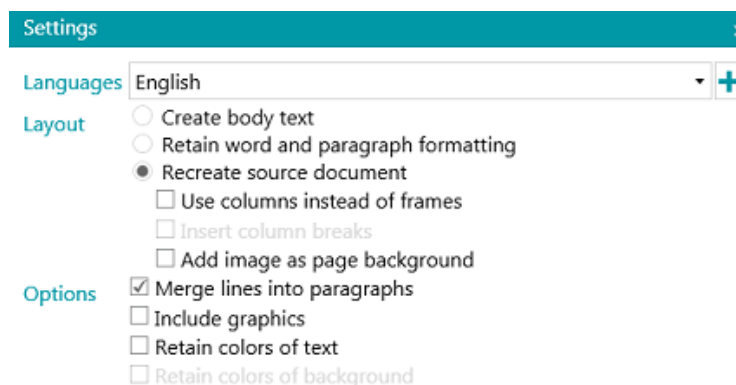 Settings
Languages English
Layout Create body text
Retain word and paragraph formatting
Recreate source document
Use columns instead of frames
Insert column breaks
Add image as page background
Options Merge lines into paragraphs
Include graphics
Retain colors of text
Retain colors of background